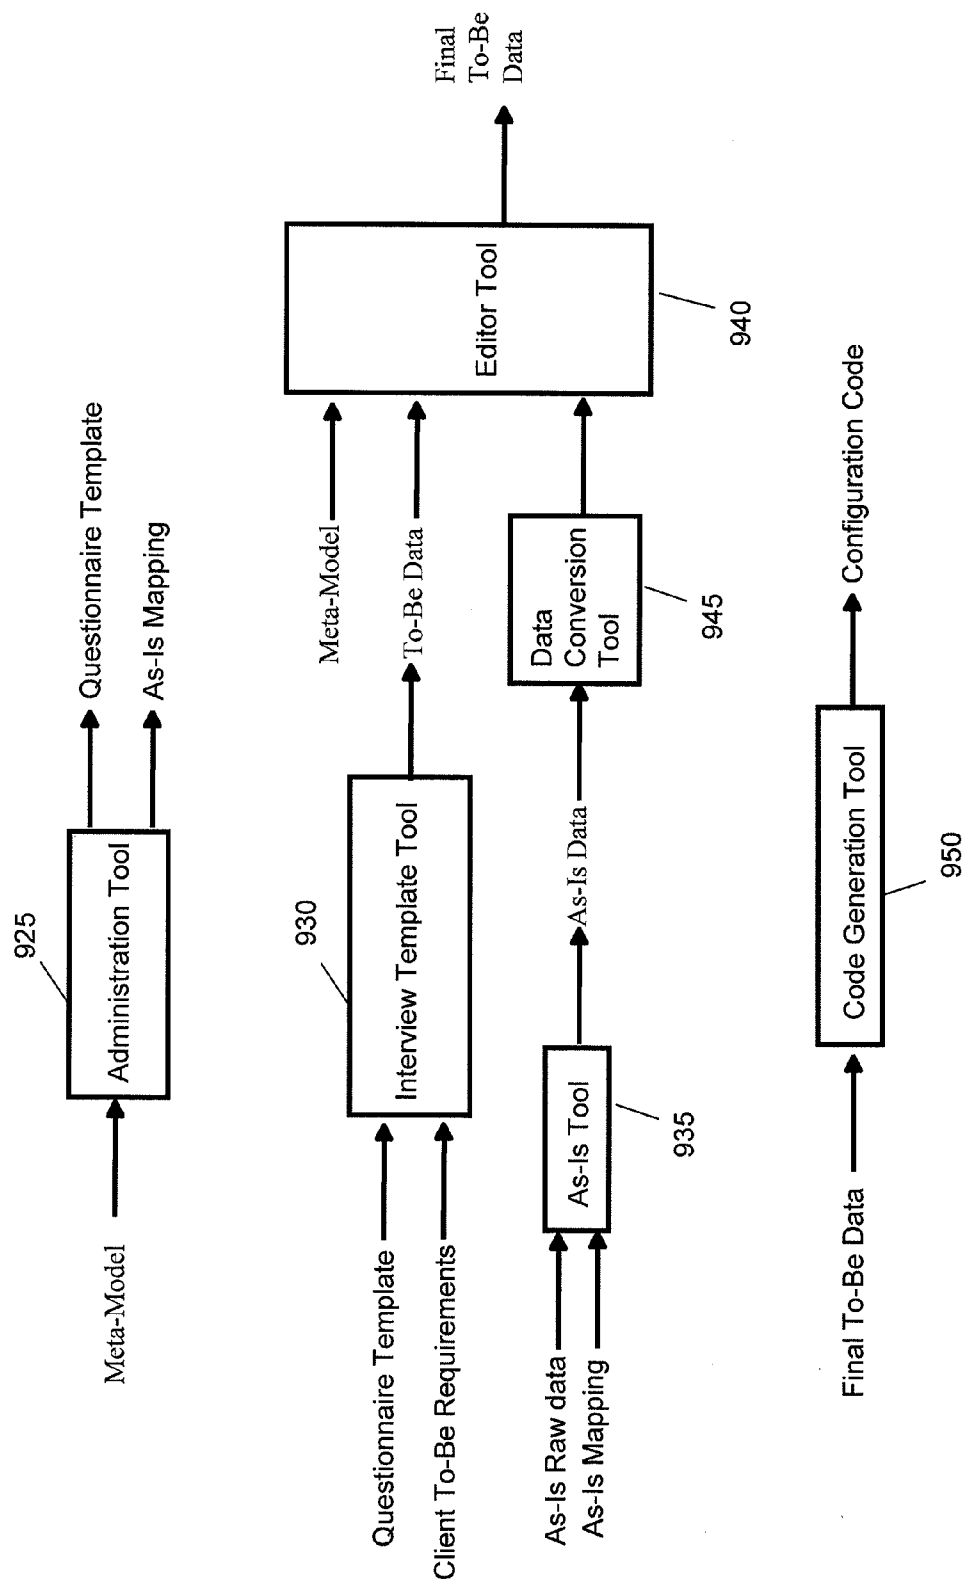 Meta-Model
925
Administration Tool
Questionnaire Template
As-Is Mapping
Questionnaire Template
Client To-Be Requirements
930
Interview Template Tool
To-Be Data
Meta-Model
As-Is Raw data
As-Is Mapping
As-Is Tool
935
As-Is Data
Data
Conversion
Tool
945
Editor Tool
940
Final
To-Be
Data
Final To-Be Data
Code Generation Tool
950
Configuration Code